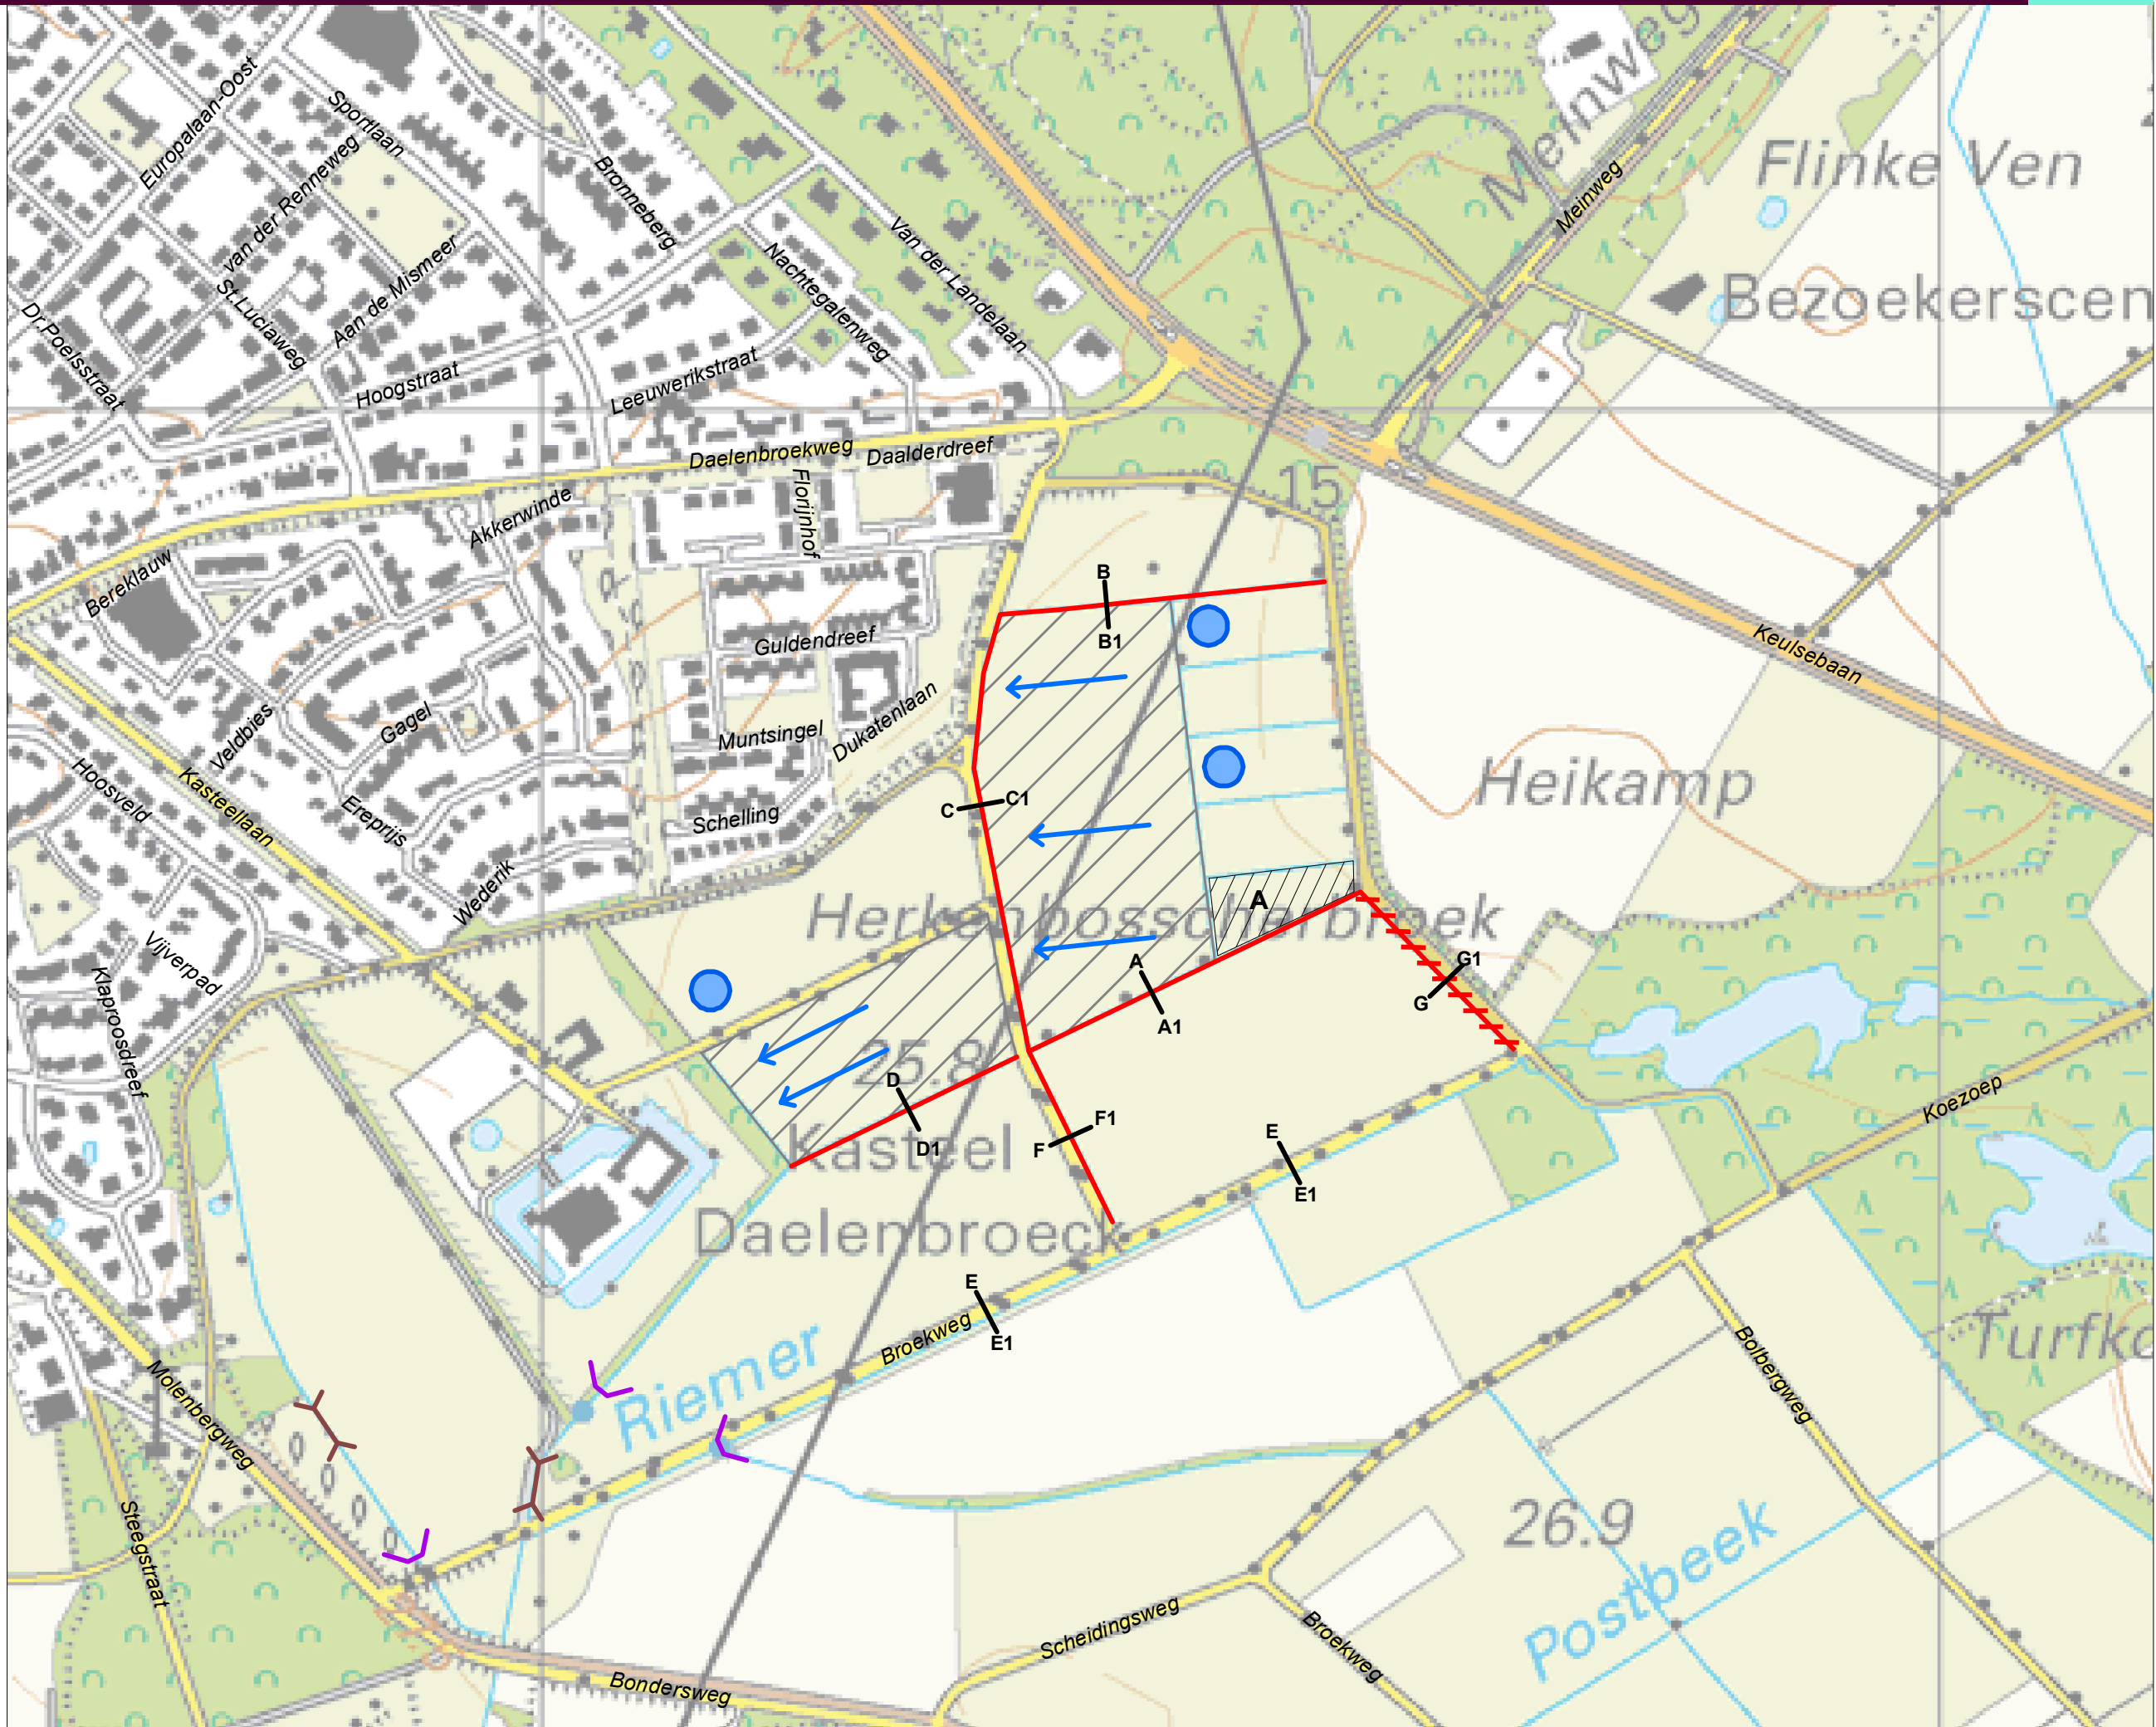 Europalaan-Oost
Sportlaan
van der Renneweg
Bronneberg
Meinweg
Meinweg
Flinke Ven
Bezoekerscen
St.Luciaweg
Aan de Mismeer
Nachtegalenweg
Van der Landelaan
Dr.Poelsstraat
Hoogstraat
Leeuwerikstraat
Daelenbroekweg
Daalderdreef
Florijnhof
15
Akkerwinde
Bereklauw
Guldendreef
Keulsebaan
B
B1
Veldbies
Gagel
Muntsingel
Dukatenlaan
Hoosveld
Kasteellaan
Ereprijs
Schelling
C
C1
Heikamp
Wederik
Herkenbosscherbroek
A
Vijverpad
Klaproosdreef
A
A1
G
G1
25.8
D
D1
Kasteel
Daelenbroeck
F
F1
E
E1
Koezoep
E
E1
Broekweg
Riemer
Turfko
Bolbergweg
Molenbergweg
Steegstraat
26.9
Postbeek
Scheidingsweg
Broekweg
Bondersweg